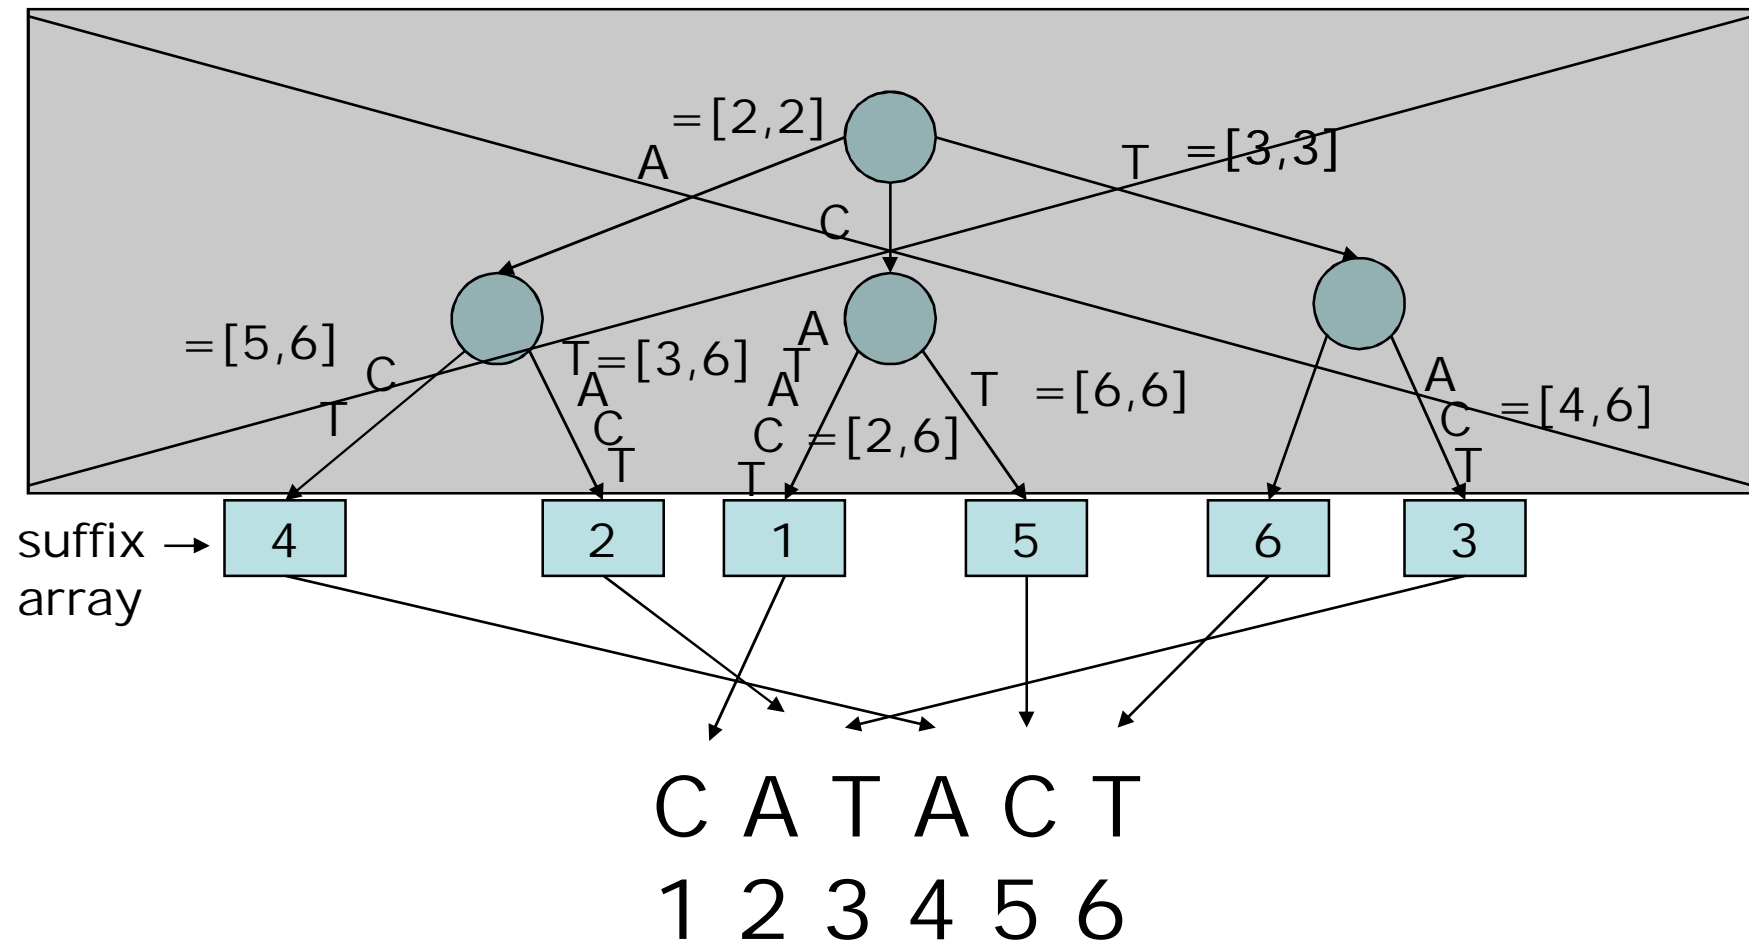 =[2,2]
A
T =[3,3]
C
=[5,6]
C
T
T =[3,6]
A
C
T
A
T
A
C =[2,6]
T
T =[6,6]
A
C =[4,6]
T
suffix
array
4 2 1 5 6 3
C A T A C T
1 2 3 4 5 6